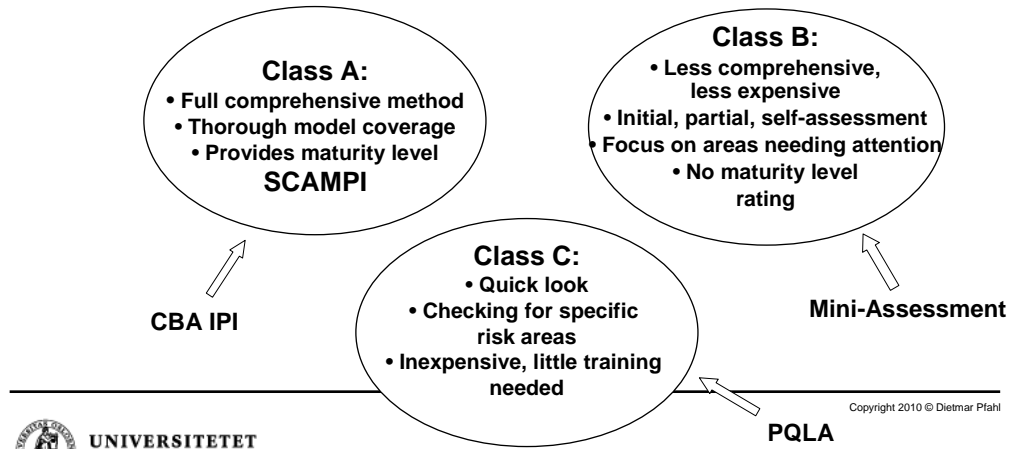 Class A:
• Full comprehensive method
• Thorough model coverage
• Provides maturity level
SCAMPI
Class B:
• Less comprehensive,
less expensive
• Initial, partial, self-assessment
• Focus on areas needing attention
• No maturity level
rating
Class C:
• Quick look
• Checking for specific
risk areas
• Inexpensive, little training
needed
CBA IPI
Mini-Assessment
PQLA
Copyright 2010 © Dietmar Pfahl
UNIVERSITETET